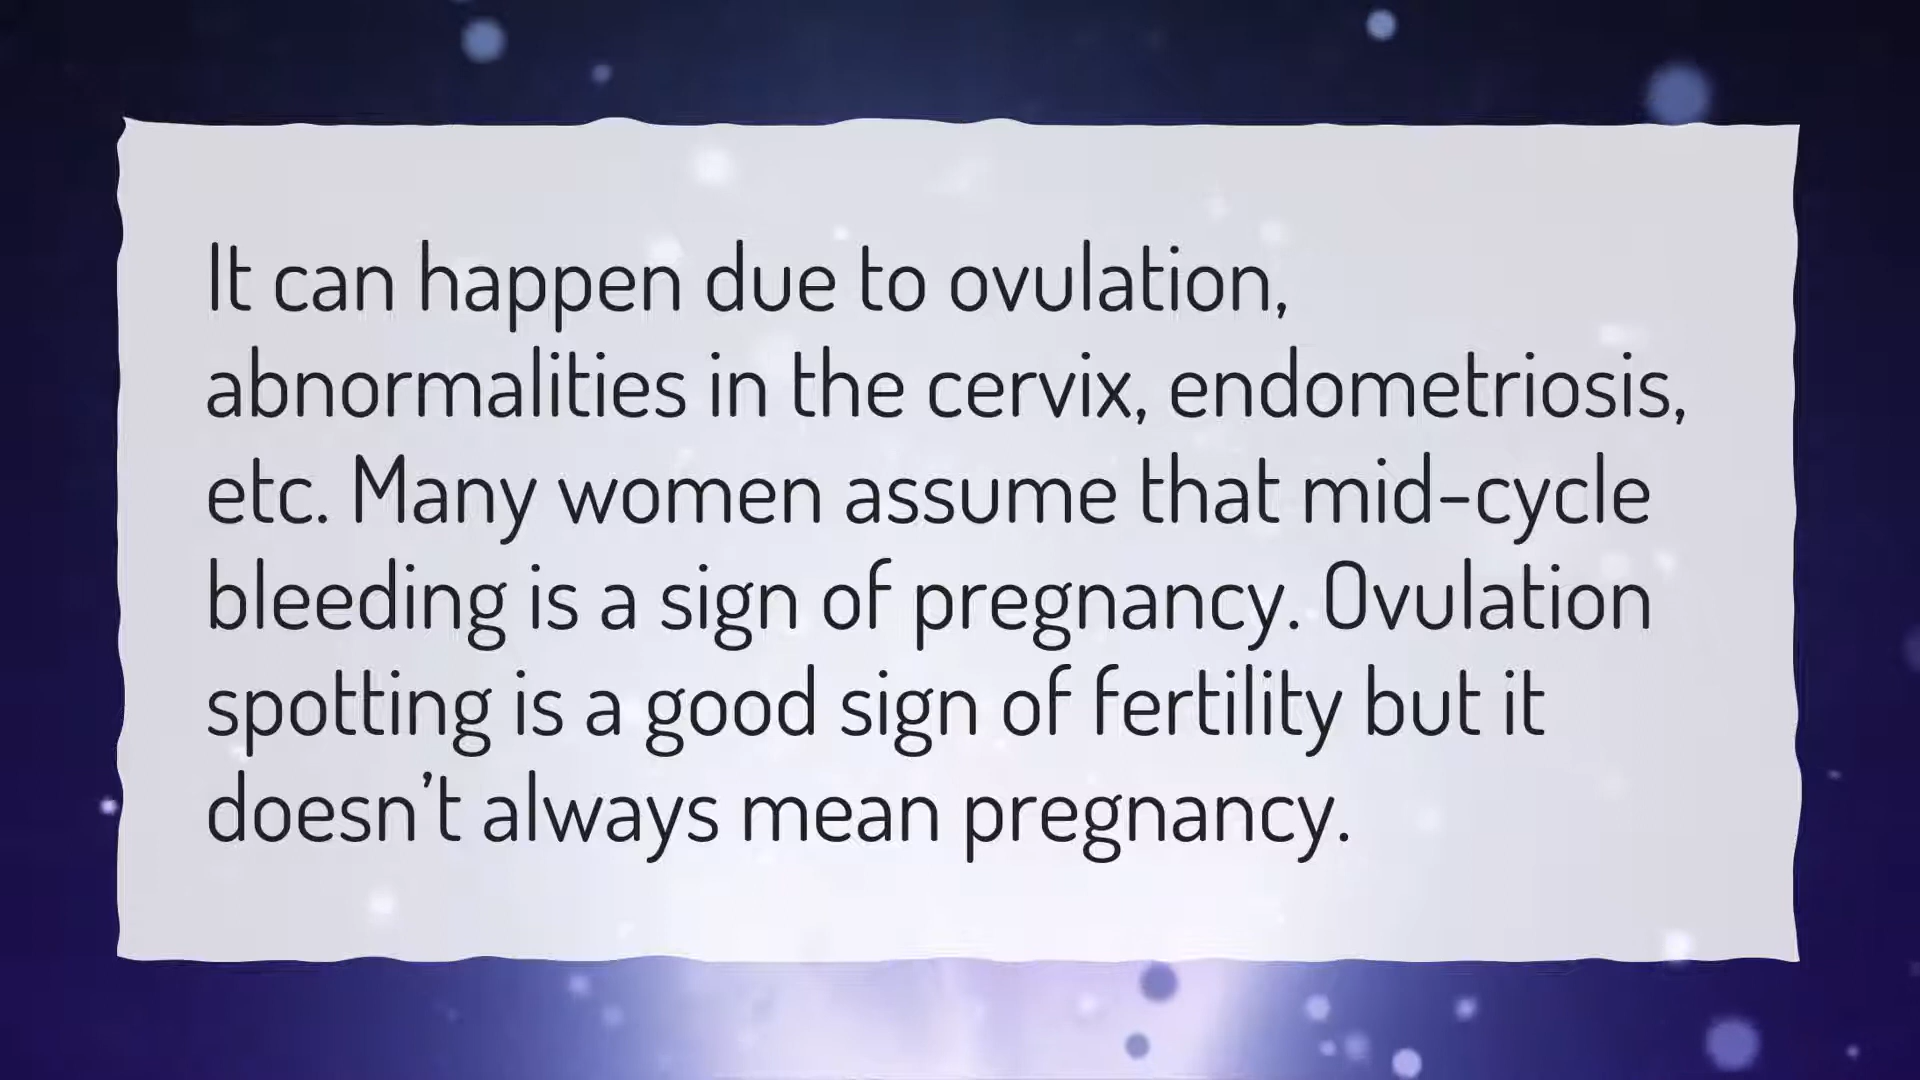 It can happen due to ovulation,
abnormalities in the cervix, endometriosis,
etc. Many women assume that mid-cycle
bleeding is a sign of pregnancy. Ovulation
spotting is a good sign of fertility but it
doesn't always mean pregnancy.